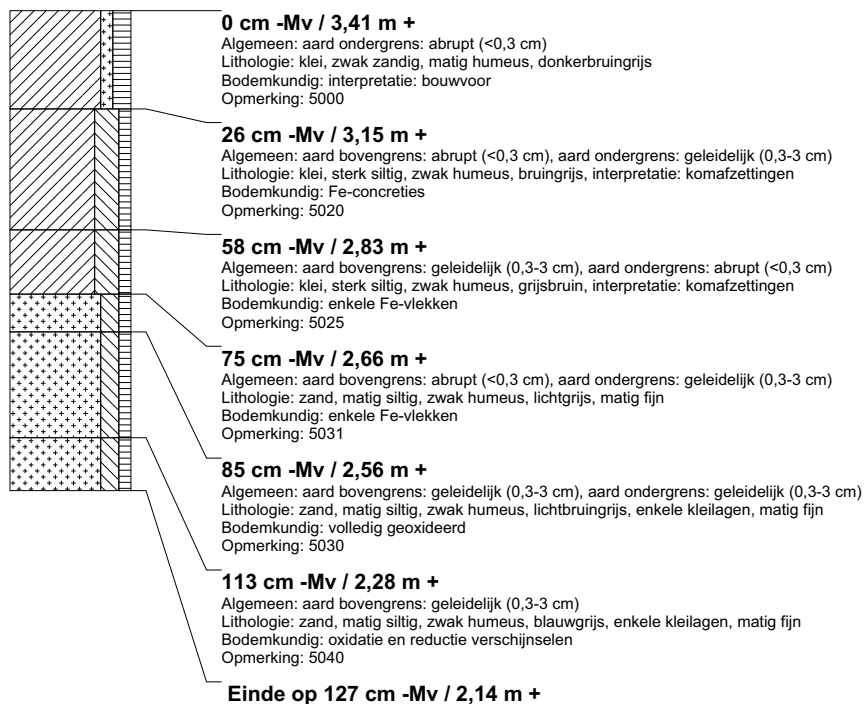 0 cm -Mv / 3,41 m +
Algemeen: aard ondergrens: abrupt (<0,3 cm)
Lithologie: klei, zwak zandig, matig humeus, donkerbruingrijs
Bodemkundig: interpretatie: bouwvoor
Opmerking: 5000
26 cm -Mv / 3,15 m +
Algemeen: aard bovengrens: abrupt (<0,3 cm), aard ondergrens: geleidelijk (0,3-3 cm)
Lithologie: klei, sterk siltig, zwak humeus, bruingrijs, interpretatie: komafzettingen
Bodemkundig: Fe-concreties
Opmerking: 5020
58 cm -Mv / 2,83 m +
Algemeen: aard bovengrens: geleidelijk (0,3-3 cm), aard ondergrens: abrupt (<0,3 cm)
Lithologie: klei, sterk siltig, zwak humeus, grijsbruin, interpretatie: komafzettingen
Bodemkundig: enkele Fe-vlekken
Opmerking: 5025
75 cm -Mv / 2,66 m +
Algemeen: aard bovengrens: abrupt (<0,3 cm), aard ondergrens: geleidelijk (0,3-3 cm)
Lithologie: zand, matig siltig, zwak humeus, lichtgrijs, matig fijn
Bodemkundig: enkele Fe-vlekken
Opmerking: 5031
85 cm -Mv / 2,56 m +
Algemeen: aard bovengrens: geleidelijk (0,3-3 cm), aard ondergrens: geleidelijk (0,3-3 cm)
Lithologie: zand, matig siltig, zwak humeus, lichtbruingrijs, enkele kleilagen, matig fijn
Bodemkundig: volledig geoxideerd
Opmerking: 5030
113 cm -Mv / 2,28 m +
Algemeen: aard bovengrens: geleidelijk (0,3-3 cm)
Lithologie: zand, matig siltig, zwak humeus, blauwgrijs, enkele kleilagen, matig fijn
Bodemkundig: oxidatie en reductie verschijnselen
Opmerking: 5040
Einde op 127 cm -Mv / 2,14 m +